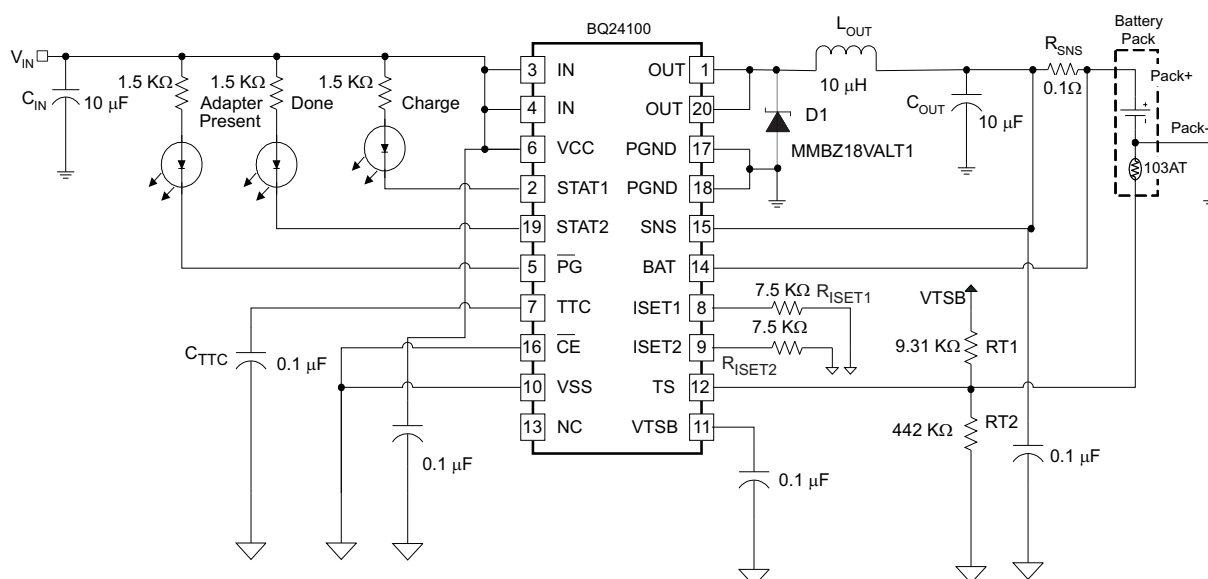 BQ24100
V_IN
C_IN
10 μF
1.5 KΩ
Adapter
Present
1.5 KΩ
Done
1.5 KΩ
Charge
3 IN
4 IN
6 VCC
2 STAT1
19 STAT2
5 P̅G̅
7 TTC
16 C̅E̅
10 VSS
13 NC
OUT 1
OUT 20
PGND 17
PGND 18
SNS 15
BAT 14
ISET1 8
ISET2 9
TS 12
VTSB 11
C_TTC
0.1 μF
0.1 μF
L_OUT
10 μH
D1
MMBZ18VALT1
C_OUT
10 μF
R_SNS
0.1Ω
Battery
Pack
Pack+
+
-
Pack-
103AT
7.5 KΩ
R_ISET1
7.5 KΩ
R_ISET2
VTSB
9.31 KΩ
RT1
442 KΩ
RT2
0.1 μF
0.1 μF